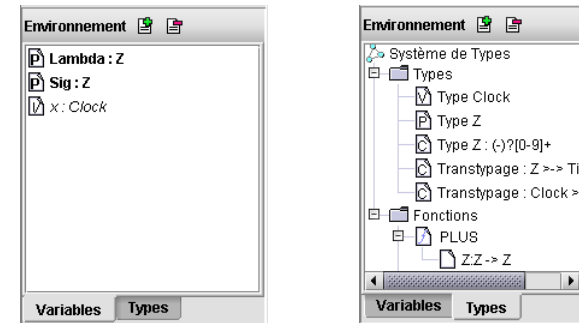 Environnement
P Lambda : Z
P Sig : Z
V x : Clock
Variables Types
Environnement
Système de Types
Types
V Type Clock
P Type Z
C Type Z : (-)?[0-9]+
C Transtypage : Z >-> Ti
C Transtypage : Clock >
Fonctions
f PLUS
Z:Z -> Z
Variables Types